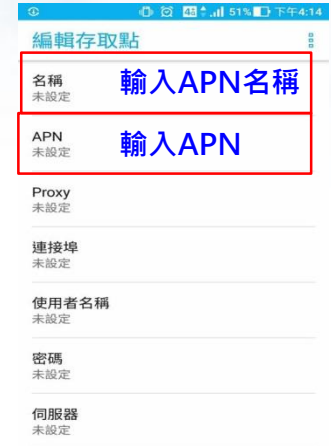 4G 51% 下午4:14
編輯存取點
名稱 輸入APN名稱
未設定
APN 輸入APN
未設定
Proxy
未設定
連接埠
未設定
使用者名稱
未設定
密碼
未設定
伺服器
未設定